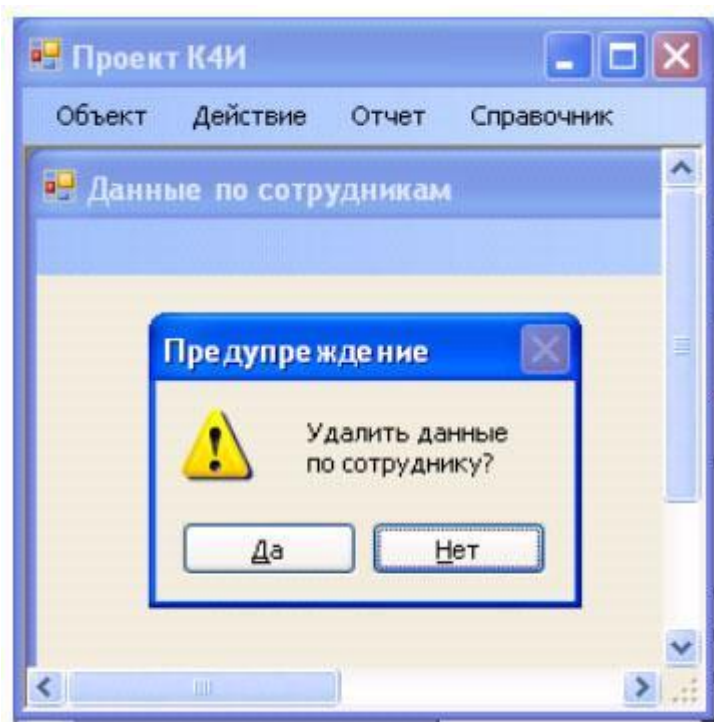 Проект К4И
Объект Действие Отчет Справочник
Данные по сотрудникам
Предупреждение
Удалить данные
по сотруднику?
Да Нет